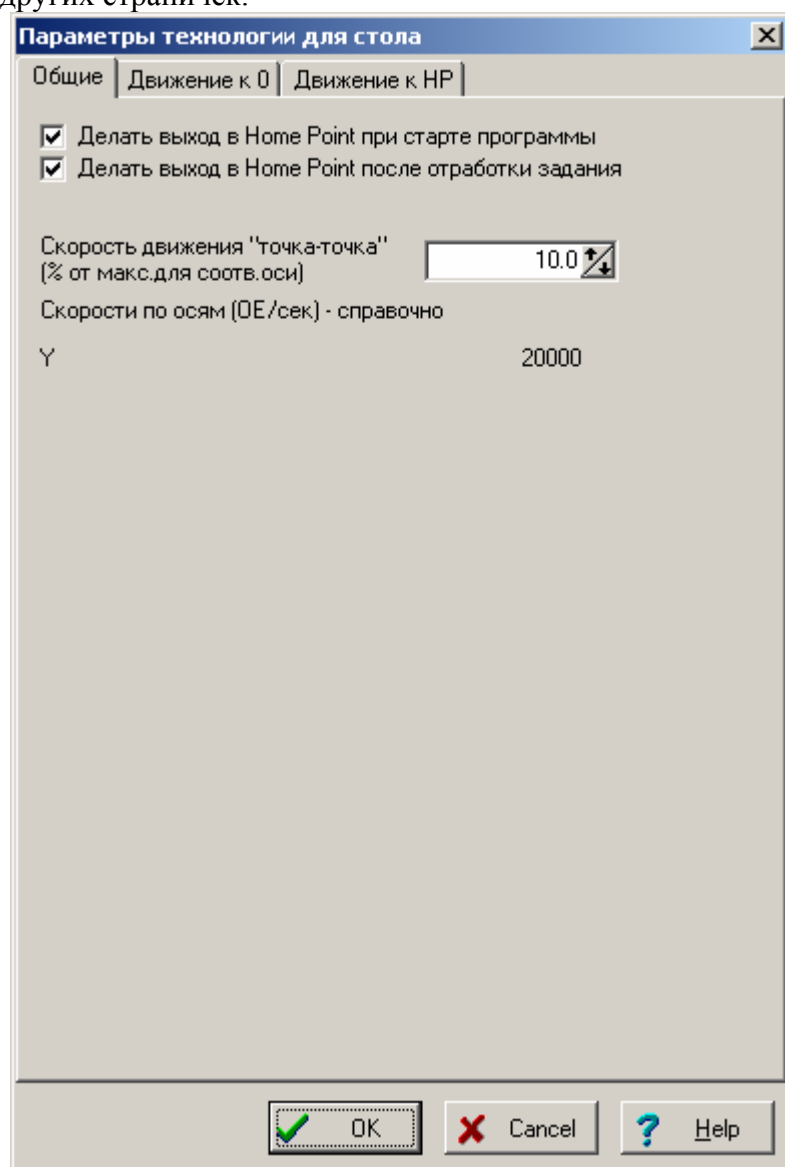 других страничек.
Параметры технологии для стола
Общие Движение к 0 Движение к HP
Делать выход в Home Point при старте программы
Делать выход в Home Point после отработки задания
Скорость движения "точка-точка" 10.0
(% от макс.для соотв.оси)
Скорости по осям (ОЕ/сек) - справочно
Y 20000
OK Cancel Help